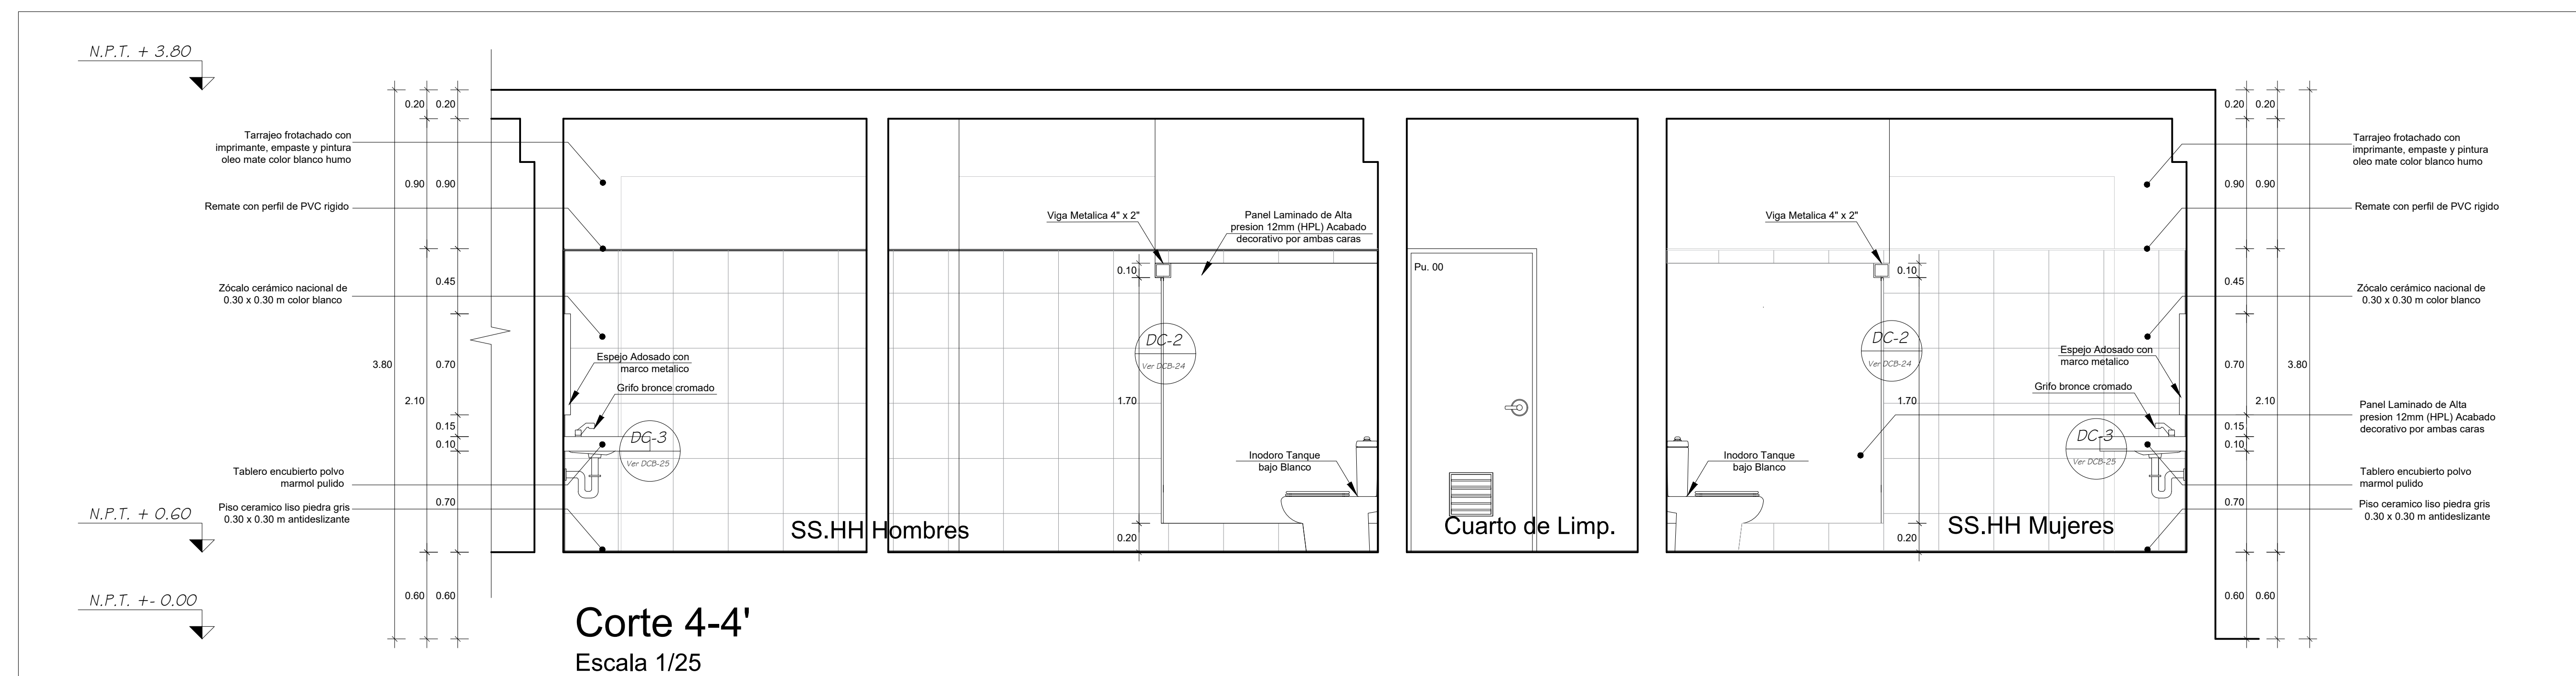 N.P.T. + 3.80
N.P.T. + 0.60
N.P.T. +- 0.00
Tarrajeo frotachado con
imprimante, empaste y pintura
oleo mate color blanco humo
Remate con perfil de PVC rigido
Zócalo cerámico nacional de
0.30 x 0.30 m color blanco
Tablero encubierto polvo
marmol pulido
Piso ceramico liso piedra gris
0.30 x 0.30 m antideslizante
3.80
0.20
0.90
2.10
0.60
0.20
0.90
0.45
0.70
0.15
0.10
0.70
0.60
Espejo Adosado con
marco metalico
Grifo bronce cromado
DC-3
Ver DCB-25
SS.HH Hombres
Viga Metalica 4" x 2"
Panel Laminado de Alta
presion 12mm (HPL) Acabado
decorativo por ambas caras
0.10
DC-2
Ver DCB-24
1.70
0.20
Inodoro Tanque
bajo Blanco
Pu. 00
Cuarto de Limp.
Viga Metalica 4" x 2"
0.10
DC-2
Ver DCB-24
1.70
0.20
Inodoro Tanque
bajo Blanco
SS.HH Mujeres
Espejo Adosado con
marco metalico
Grifo bronce cromado
DC-3
Ver DCB-25
0.20
0.90
0.45
0.70
0.15
0.10
0.70
0.60
0.20
0.90
2.10
0.60
3.80
Tarrajeo frotachado con
imprimante, empaste y pintura
oleo mate color blanco humo
Remate con perfil de PVC rigido
Zócalo cerámico nacional de
0.30 x 0.30 m color blanco
Panel Laminado de Alta
presion 12mm (HPL) Acabado
decorativo por ambas caras
Tablero encubierto polvo
marmol pulido
Piso ceramico liso piedra gris
0.30 x 0.30 m antideslizante
Corte 4-4'
Escala 1/25